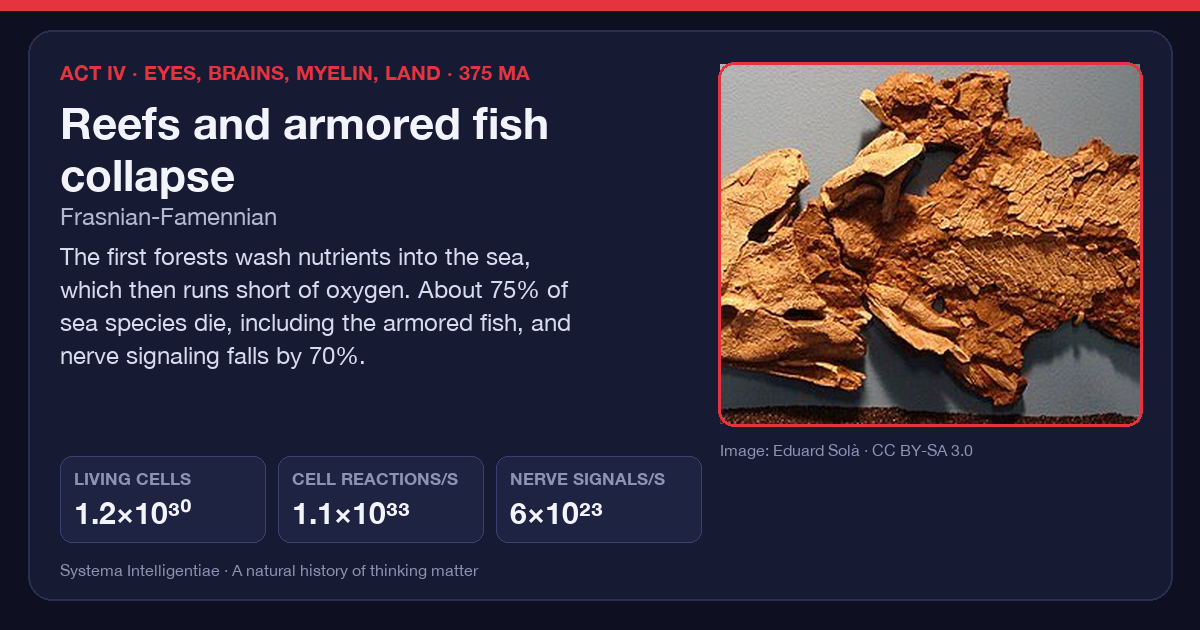 ACT IV · EYES, BRAINS, MYELIN, LAND · 375 MA
Reefs and armored fish
collapse
Frasnian-Famennian
The first forests wash nutrients into the sea,
which then runs short of oxygen. About 75% of
sea species die, including the armored fish, and
nerve signaling falls by 70%.
LIVING CELLS
1.2×10³⁰
CELL REACTIONS/S
1.1×10³³
NERVE SIGNALS/S
6×10²³
Image: Eduard Solà · CC BY-SA 3.0
Systema Intelligentiae · A natural history of thinking matter